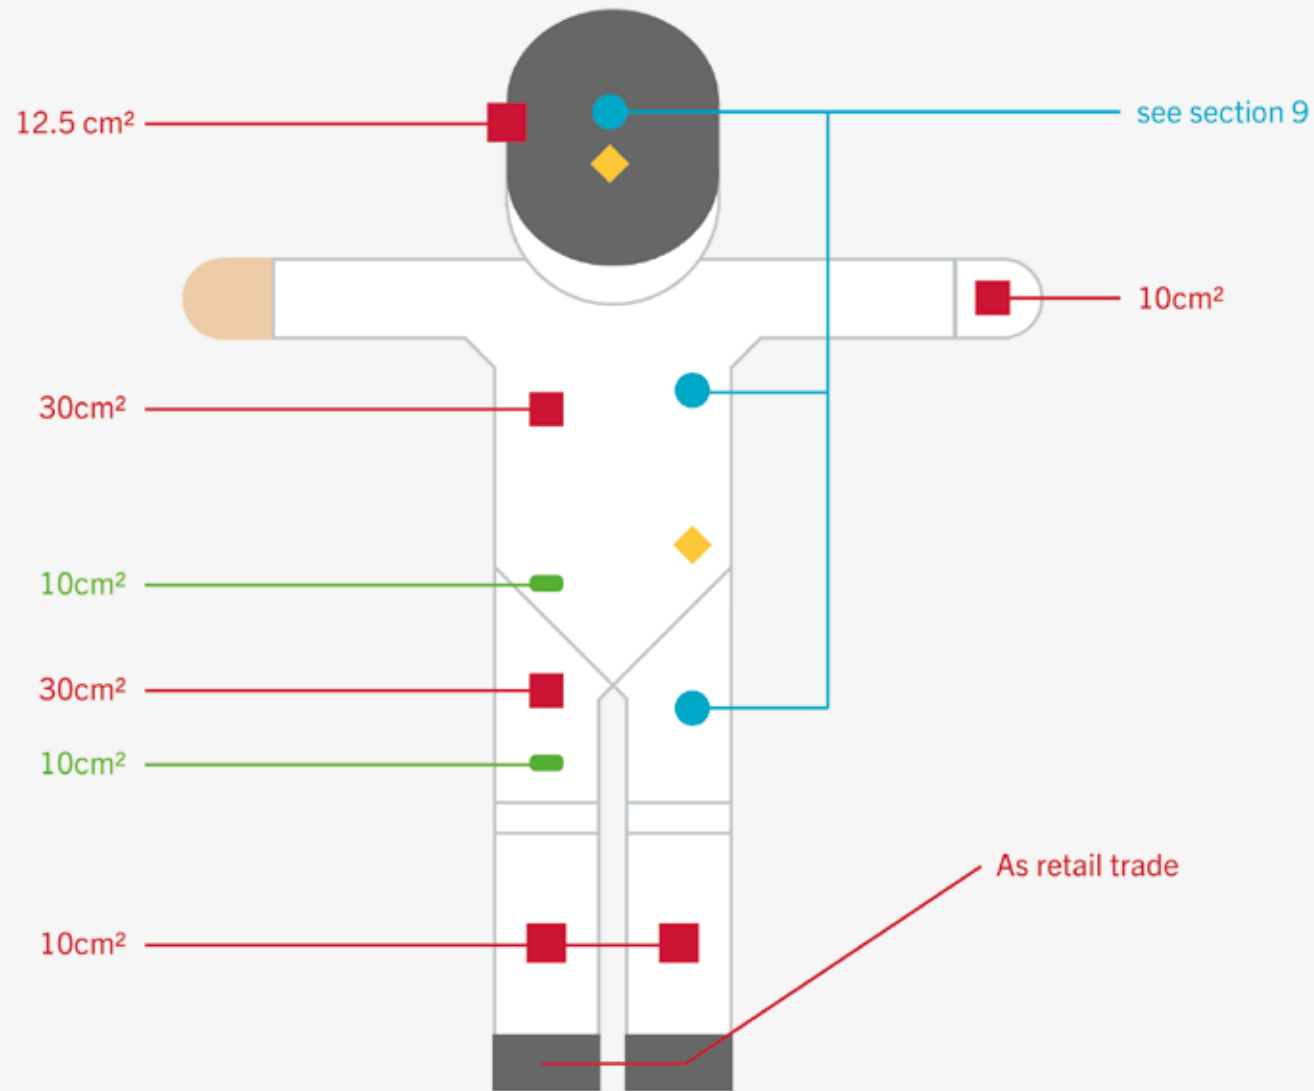 12.5 cm²
see section 9
10cm²
30cm²
10cm²
30cm²
10cm²
As retail trade
10cm²